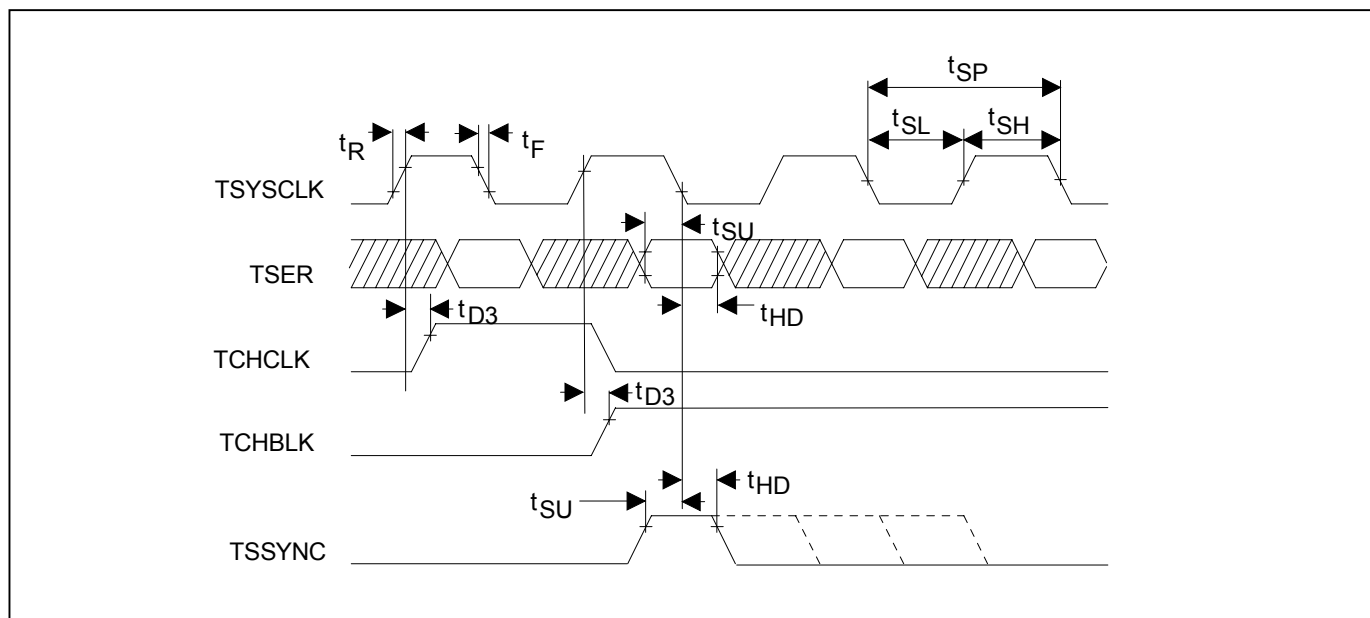 tSP
tSL tSH
tR tF
TSYSCLK
tSU
TSER
tD3 tHD
TCHCLK
tD3
TCHBLK
tHD
tSU
TSSYNC